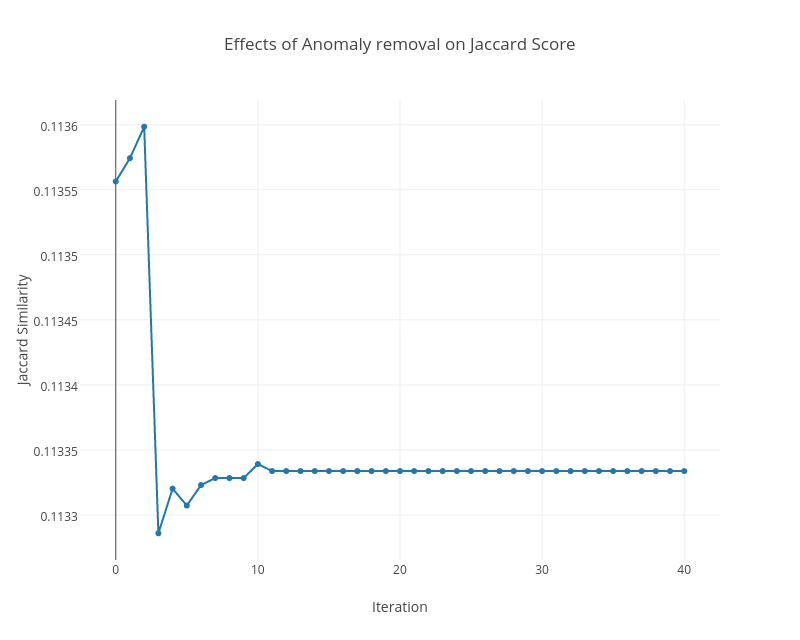 Effects of Anomaly removal on Jaccard Score
Jaccard Similarity
0.1136
0.11355
0.1135
0.11345
0.1134
0.11335
0.1133
0 10 20 30 40
Iteration